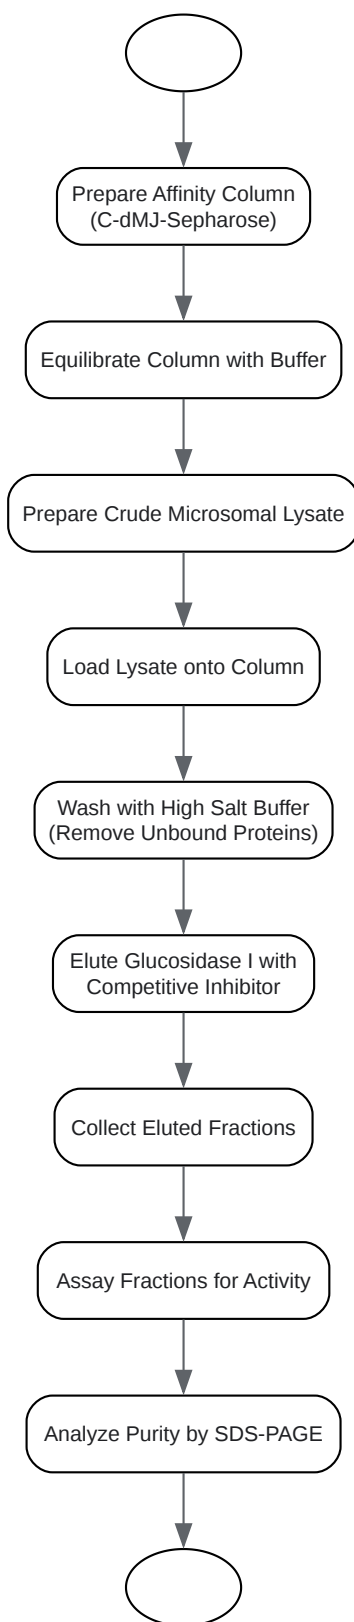 Prepare Affinity Column
(C-dMJ-Sepharose)
Equilibrate Column with Buffer
Prepare Crude Microsomal Lysate
Load Lysate onto Column
Wash with High Salt Buffer
(Remove Unbound Proteins)
Elute Glucosidase I with
Competitive Inhibitor
Collect Eluted Fractions
Assay Fractions for Activity
Analyze Purity by SDS-PAGE